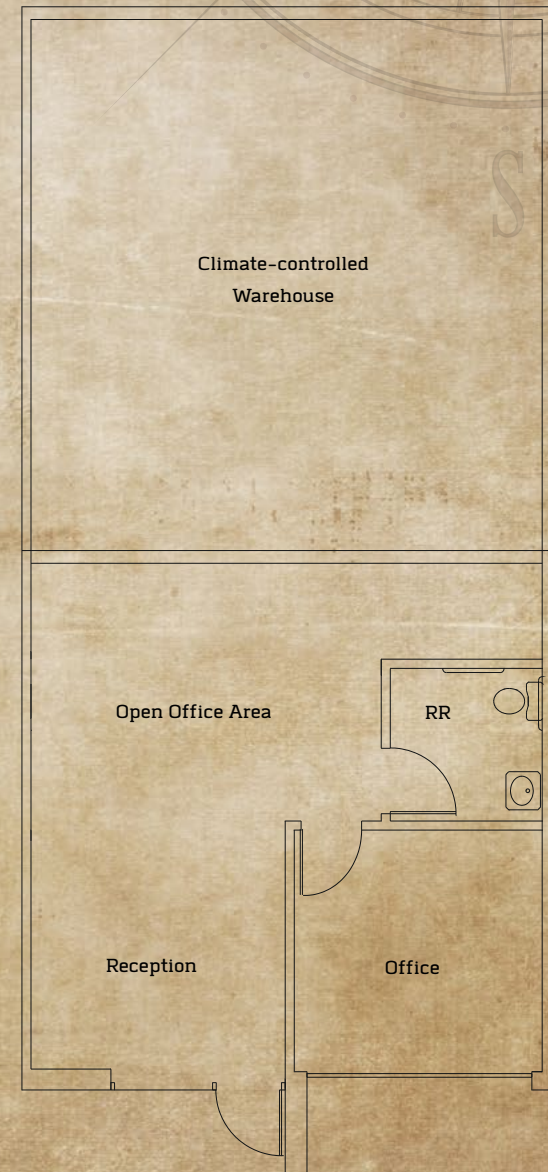 S
Climate-controlled
Warehouse
Open Office Area
RR
Reception
Office